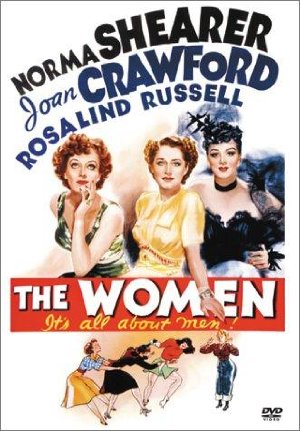 NORMA SHEARER
Joan CRAWFORD
ROSALIND RUSSELL
THE WOMEN
It's all about men!
DVD
VIDEO